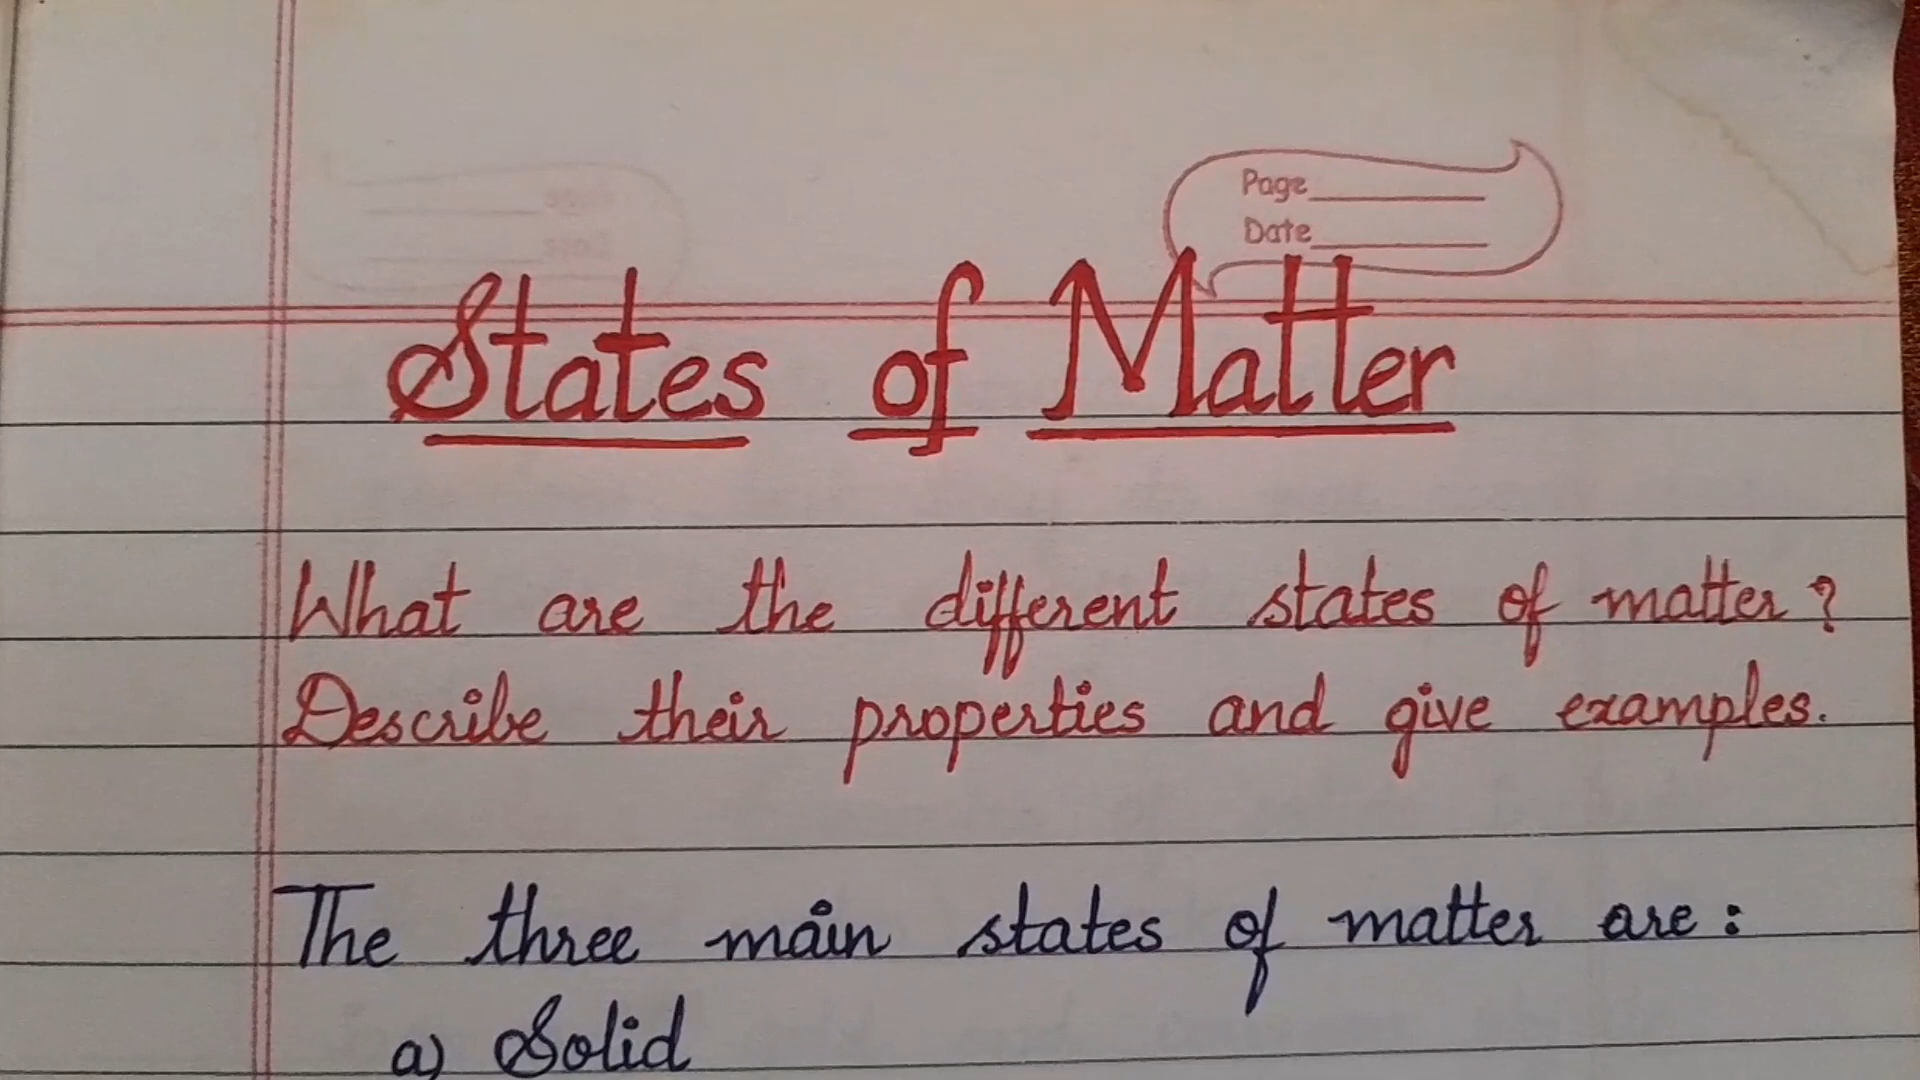 Page
Date
States of Matter
What are the different states of matter?
Describe their properties and give examples.
The three main states of matter are:
a) Solid